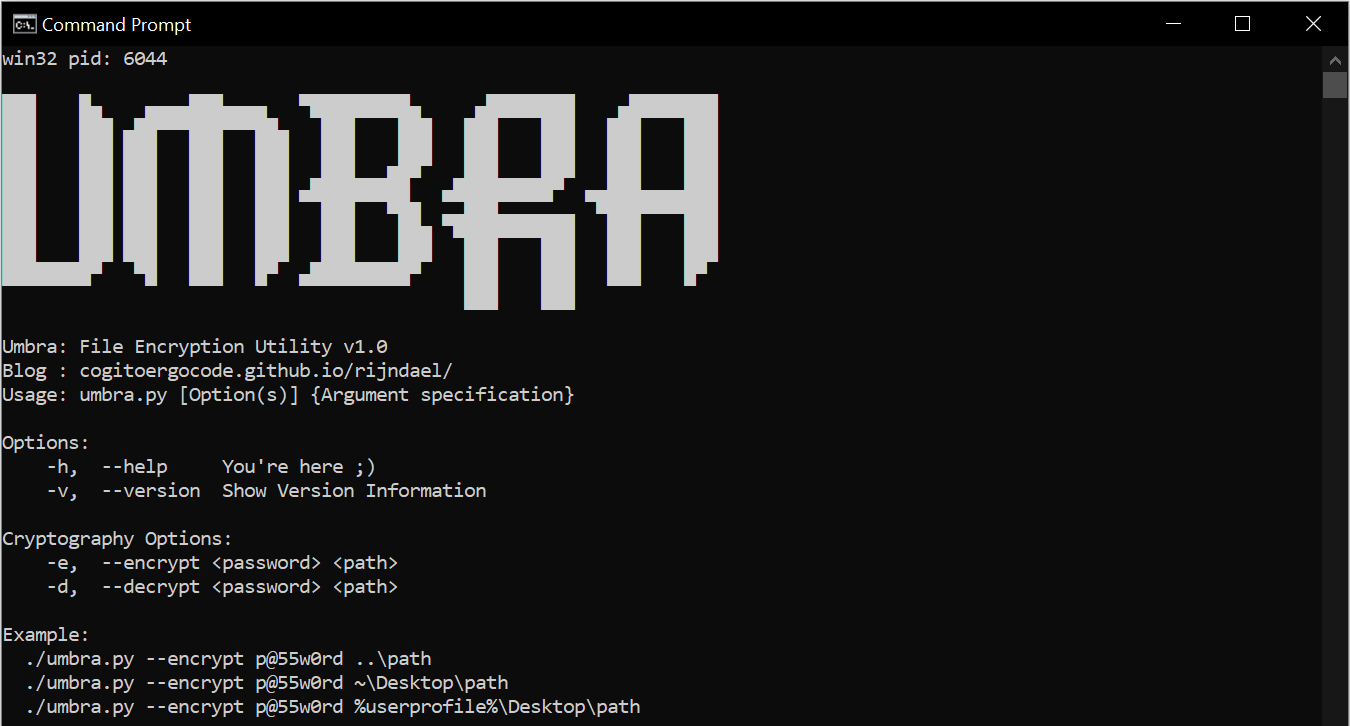 Command Prompt
win32 pid: 6044
UMBRA
Umbra: File Encryption Utility v1.0
Blog : cogitoergocode.github.io/rijndael/
Usage: umbra.py [Option(s)] {Argument specification}
Options:
-h,  --help     You're here ;)
-v,  --version  Show Version Information
Cryptography Options:
-e,  --encrypt <password> <path>
-d,  --decrypt <password> <path>
Example:
./umbra.py --encrypt p@55w0rd ..\path
./umbra.py --encrypt p@55w0rd ~\Desktop\path
./umbra.py --encrypt p@55w0rd %userprofile%\Desktop\path